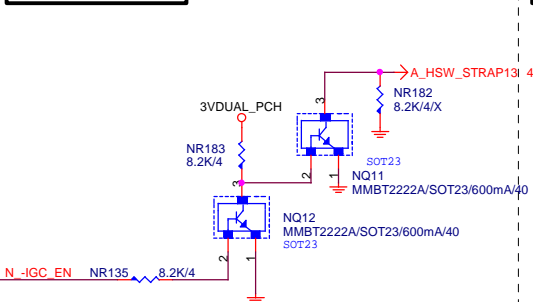 A_HSW_STRAP13 4
NR182
8.2K/4/X
3VDUAL_PCH
3
NR183
8.2K/4
SOT23
2
1
NQ11
MMBT2222A/SOT23/600mA/40
3
NQ12
MMBT2222A/SOT23/600mA/40
SOT23
2
1
N_-IGC_EN
NR135
8.2K/4